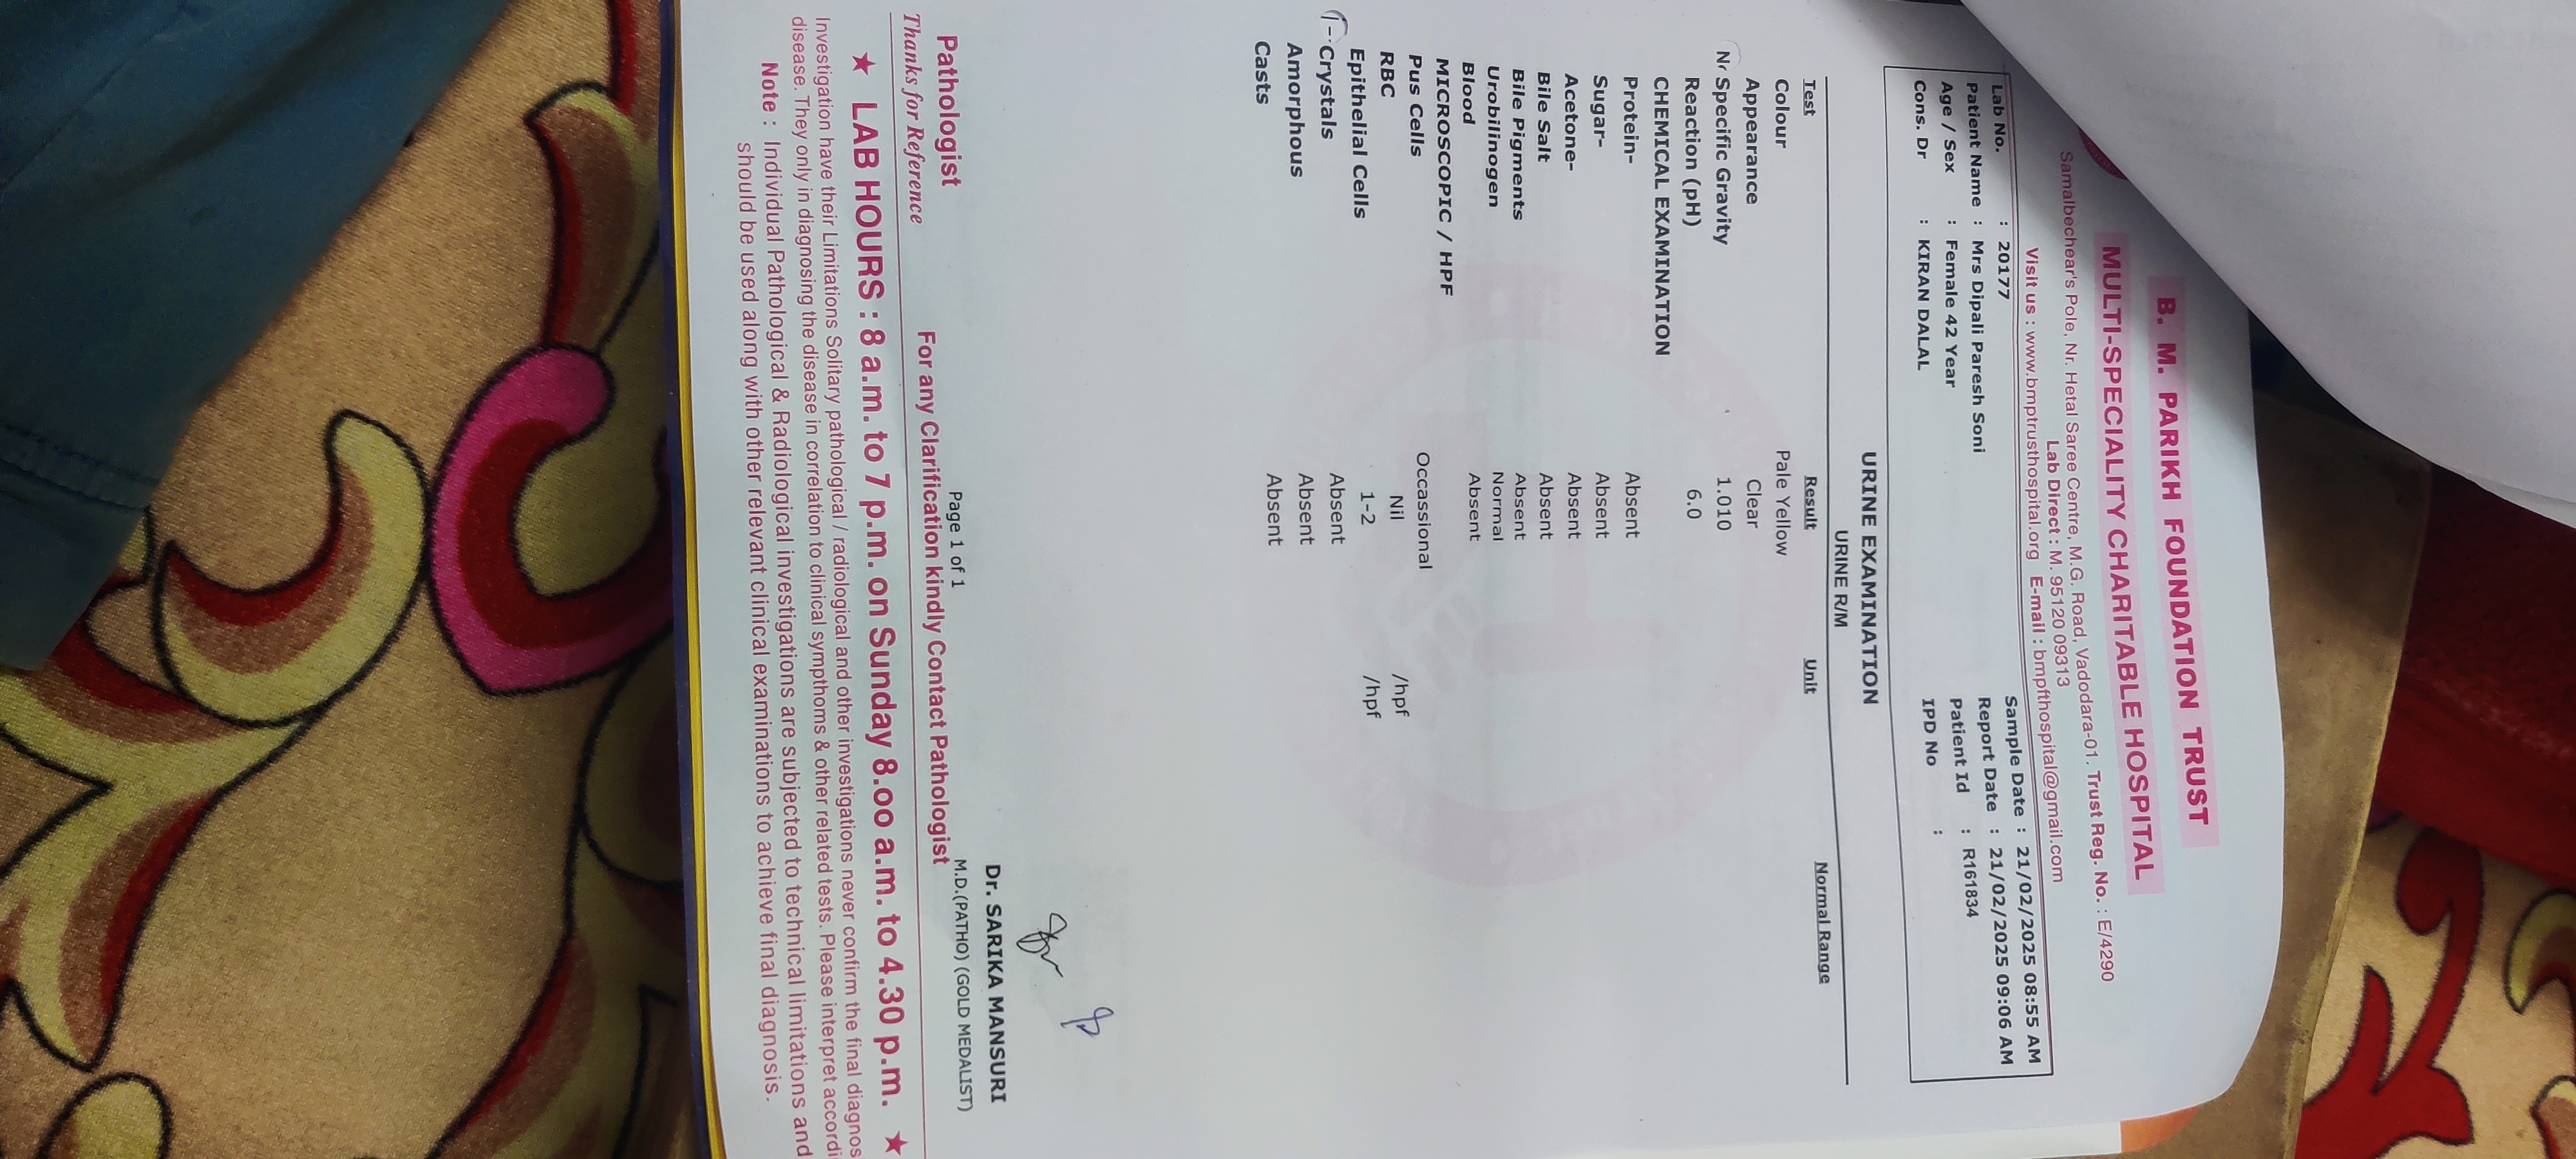 B. M. PARIKH FOUNDATION TRUST
MULTI-SPECIALITY CHARITABLE HOSPITAL
Samalbechear's Pole, Nr. Hetal Saree Centre, M.G. Road, Vadodara-01. Trust Reg. No. : E/4290
Lab Direct : M. 95120 09313
Visit us : www.bmptrusthospital.org E-mail : bmpfthospital@gmail.com
Lab No. : 20177 Sample Date : 21/02/2025 08:55 AM
Patient Name : Mrs Dipali Paresh Soni Report Date : 21/02/2025 09:06 AM
Age / Sex : Female 42 Year Patient Id : R161834
Cons. Dr : KIRAN DALAL IPD No :
URINE EXAMINATION
URINE R/M
Test Result Unit Normal Range
Colour Pale Yellow
Appearance Clear
Specific Gravity 1.010
Reaction (pH) 6.0
CHEMICAL EXAMINATION
Protein- Absent
Sugar- Absent
Acetone- Absent
Bile Salt Absent
Bile Pigments Absent
Urobilinogen Normal
Blood Absent
MICROSCOPIC / HPF
Pus Cells Occassional
RBC Nil /hpf
Epithelial Cells 1-2 /hpf
Crystals Absent
Amorphous Absent
Casts Absent
Dr. SARIKA MANSURI
Pathologist Page 1 of 1 M.D.(PATHO) (GOLD MEDALIST)
Thanks for Reference For any Clarification kindly Contact Pathologist
★ LAB HOURS : 8 a.m. to 7 p.m. on Sunday 8.00 a.m. to 4.30 p.m. ★
Investigation have their Limitations Solitary pathological / radiological and other investigations never confirm the final diagnos
disease. They only in diagnosing the disease in correlation to clinical sympthoms & other related tests. Please interpret accordi
Note : Individual Pathological & Radiological investigations are subjected to technical limitations and
should be used along with other relevant clinical examinations to achieve final diagnosis.